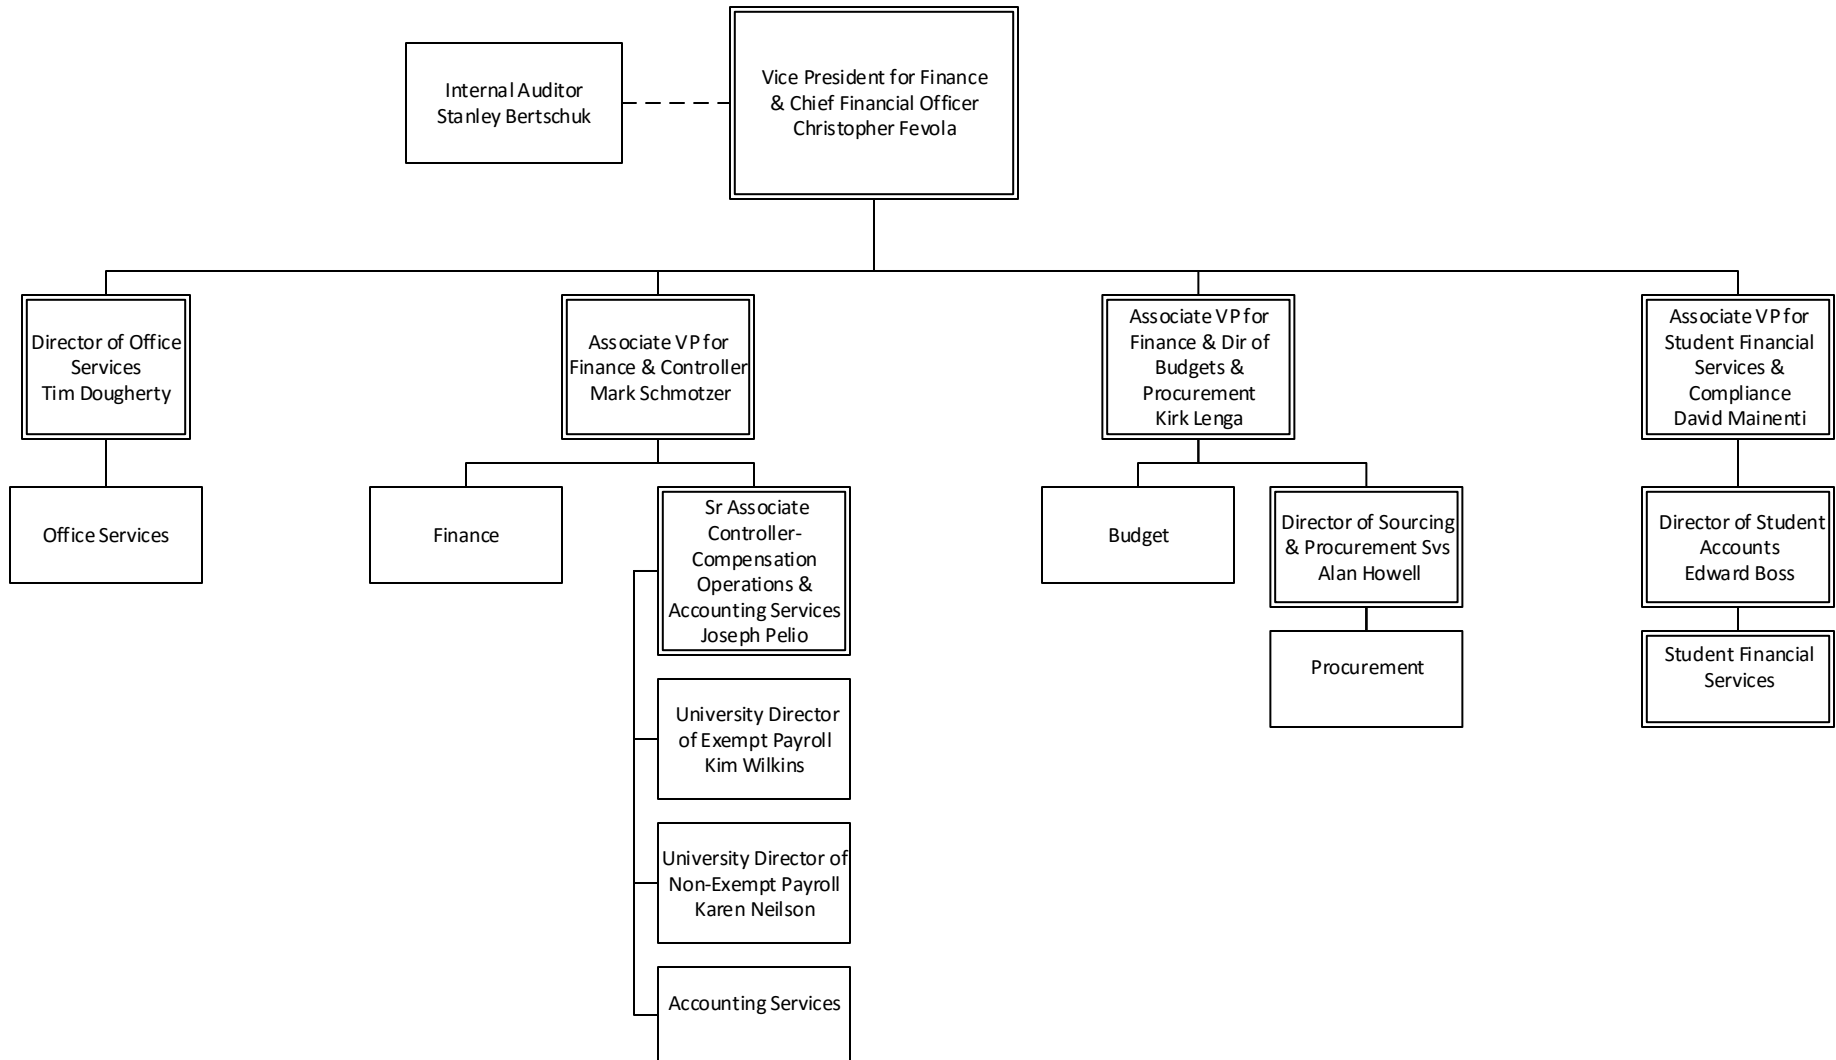 Internal Auditor
Stanley Bertschuk
Vice President for Finance
& Chief Financial Officer
Christopher Fevola
Director of Office
Services
Tim Dougherty
Associate VP for
Finance & Controller
Mark Schmotzer
Associate VP for
Finance & Dir of
Budgets &
Procurement
Kirk Lenga
Associate VP for
Student Financial
Services &
Compliance
David Mainenti
Office Services
Finance
Sr Associate
Controller-
Compensation
Operations &
Accounting Services
Joseph Pelio
Budget
Director of Sourcing
& Procurement Svs
Alan Howell
Director of Student
Accounts
Edward Boss
Procurement
Student Financial
Services
University Director
of Exempt Payroll
Kim Wilkins
University Director of
Non-Exempt Payroll
Karen Neilson
Accounting Services